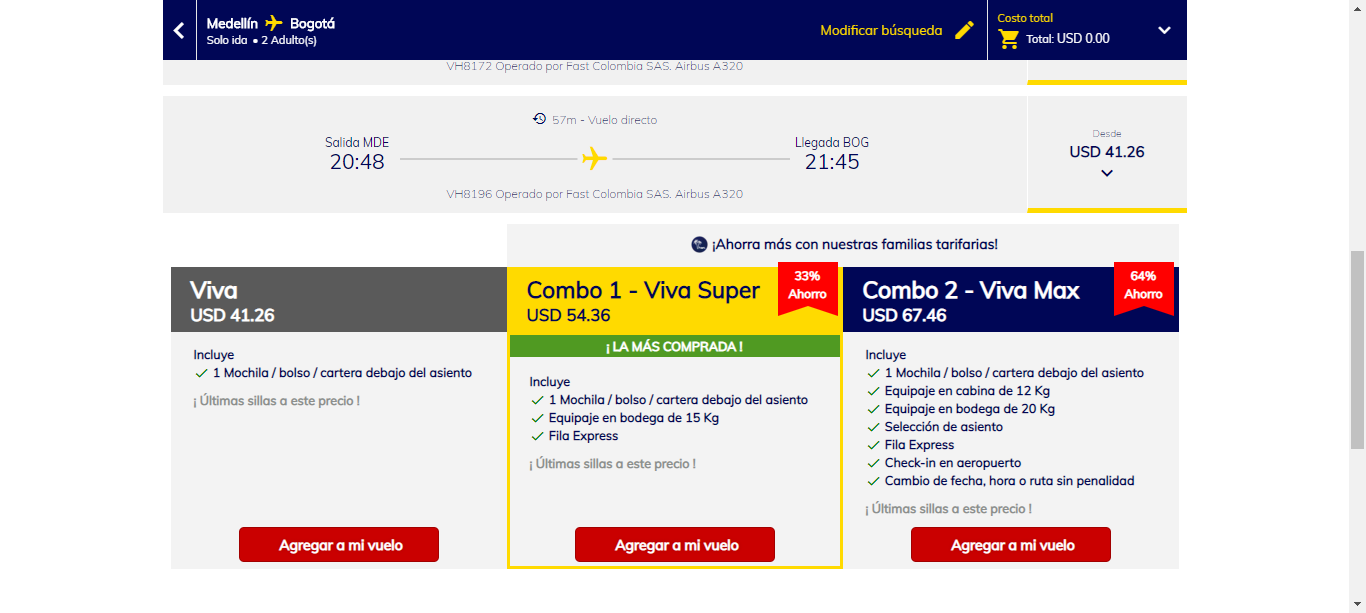 Medellín Bogotá
Solo ida • 2 Adulto(s)
Modificar búsqueda
Costo total
Total: USD 0.00
VH8172 Operado por Fast Colombia SAS. Airbus A320
57m - Vuelo directo
Salida MDE
20:48
Llegada BOG
21:45
VH8196 Operado por Fast Colombia SAS. Airbus A320
Desde
USD 41.26
¡Ahorra más con nuestras familias tarifarias!
Viva
USD 41.26
Incluye
1 Mochila / bolso / cartera debajo del asiento
¡ Últimas sillas a este precio !
Agregar a mi vuelo
Combo 1 - Viva Super
USD 54.36
33%
Ahorro
¡ LA MÁS COMPRADA !
Incluye
1 Mochila / bolso / cartera debajo del asiento
Equipaje en bodega de 15 Kg
Fila Express
¡ Últimas sillas a este precio !
Agregar a mi vuelo
Combo 2 - Viva Max
USD 67.46
64%
Ahorro
Incluye
1 Mochila / bolso / cartera debajo del asiento
Equipaje en cabina de 12 Kg
Equipaje en bodega de 20 Kg
Selección de asiento
Fila Express
Check-in en aeropuerto
Cambio de fecha, hora o ruta sin penalidad
¡ Últimas sillas a este precio !
Agregar a mi vuelo